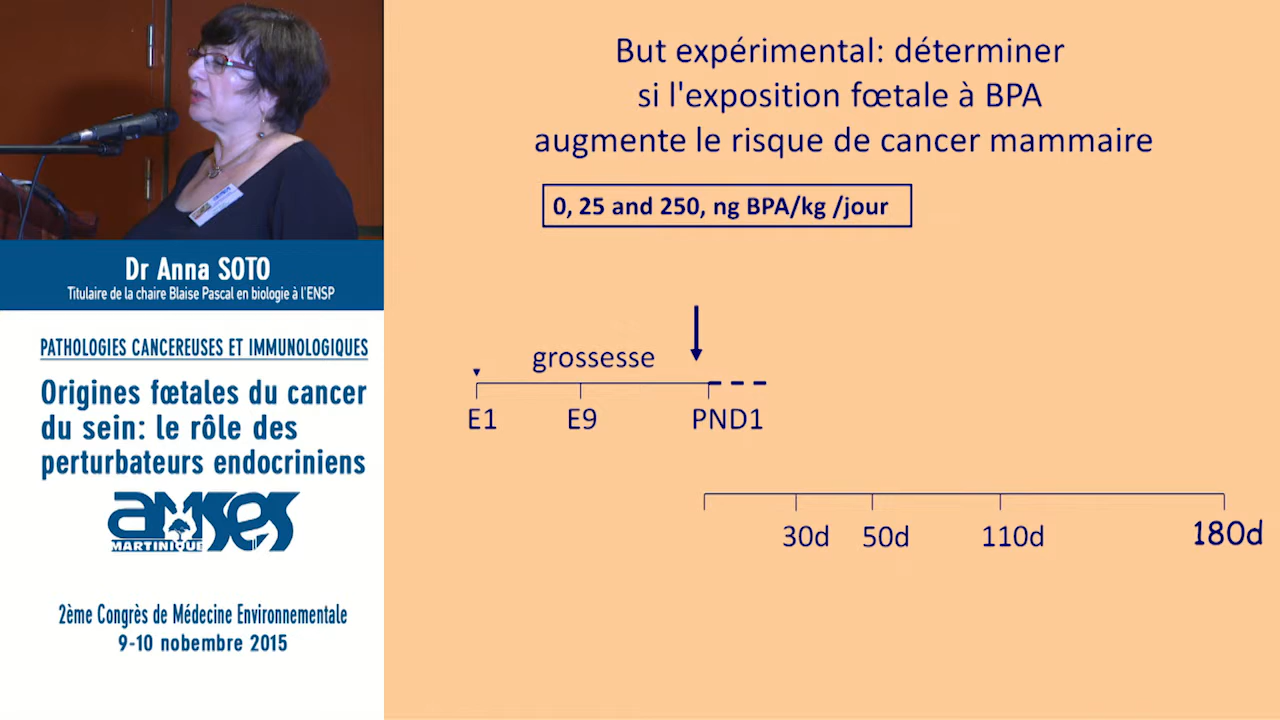 But expérimental: déterminer
si l'exposition fœtale à BPA
augmente le risque de cancer mammaire
0, 25 and 250, ng BPA/kg /jour
grossesse
E1
E9
PND1
30d
50d
110d
180d
Dr Anna SOTO
Titulaire de la chaire Blaise Pascal en biologie à l'ENSP
PATHOLOGIES CANCEREUSES ET IMMUNOLOGIQUES
Origines fœtales du cancer
du sein: le rôle des
perturbateurs endocriniens
AMSES
MARTINIQUE
2ème Congrès de Médecine Environnementale
9-10 nobembre 2015